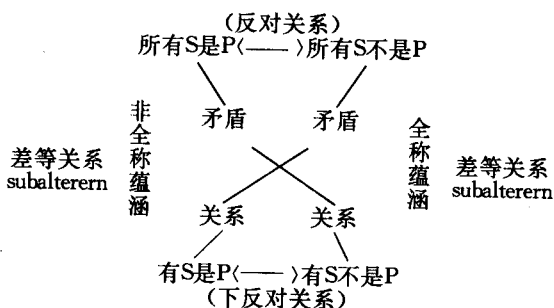 (反对关系)
所有S是P〈—— 〉所有S不是P
矛盾 矛盾
非全称蕴涵
全称蕴涵
差等关系
subalterern
差等关系
subalterern
关系 关系
有S是P〈—— 〉有S不是P
(下反对关系)